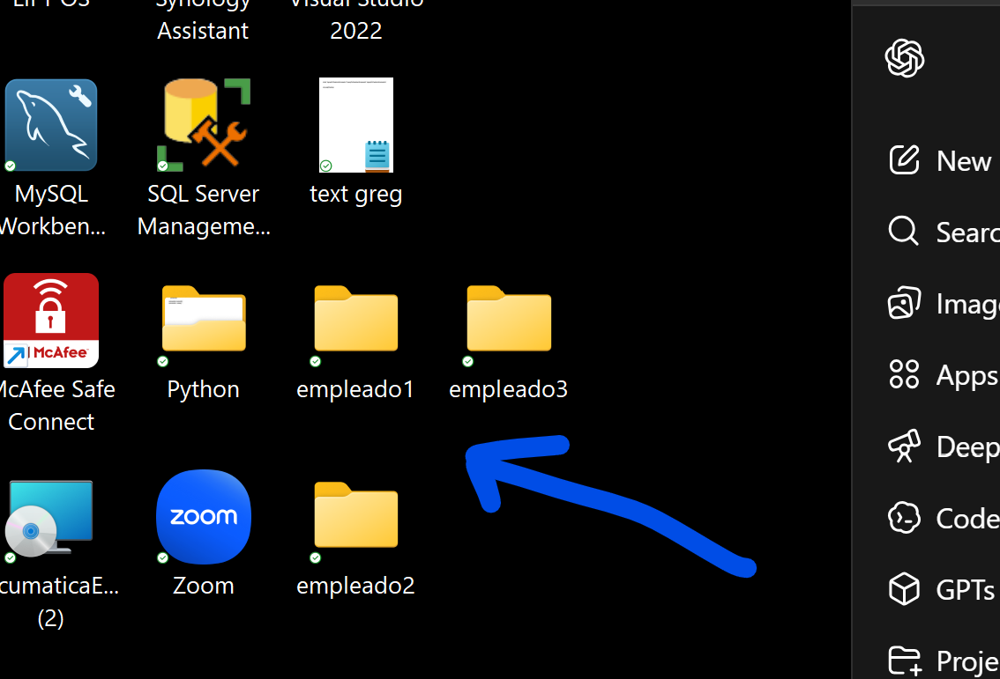 Synology
Assistant
Visual Studio
2022
MySQL
Workben...
SQL Server
Manageme...
text greg
McAfee
McAfee Safe
Connect
Python
empleado1
empleado3
cumaticaE...
(2)
zoom
Zoom
empleado2
New
Searc
Image
Apps
Deep
Code
GPTs
Proje